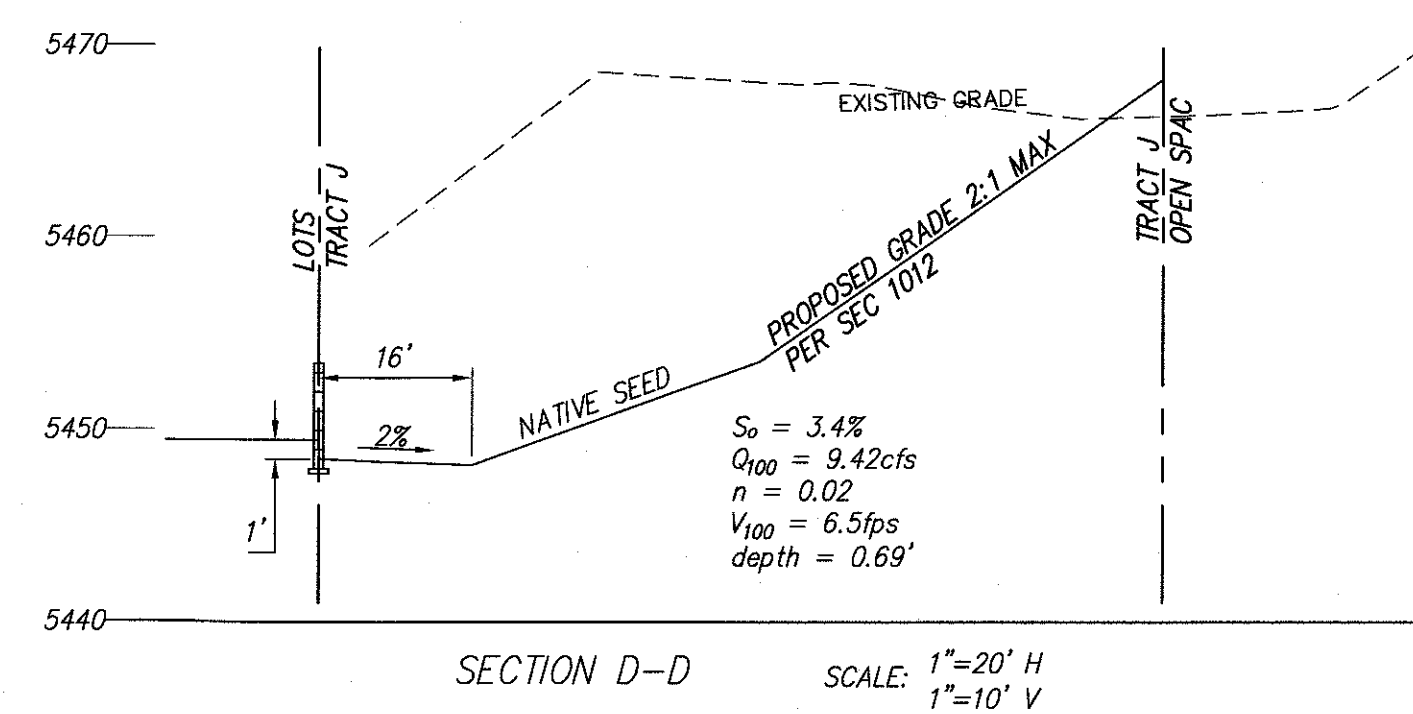 5470
EXISTING GRADE
LOTS
TRACT J
TRACT J
OPEN SPAC
5460
PROPOSED GRADE 2:1 MAX
PER SEC 1012
16'
NATIVE SEED
5450
2%
1'
So = 3.4%
Q100 = 9.42cfs
n = 0.02
V100 = 6.5fps
depth = 0.69'
5440
SECTION D-D
SCALE: 1"=20' H
1"=10' V